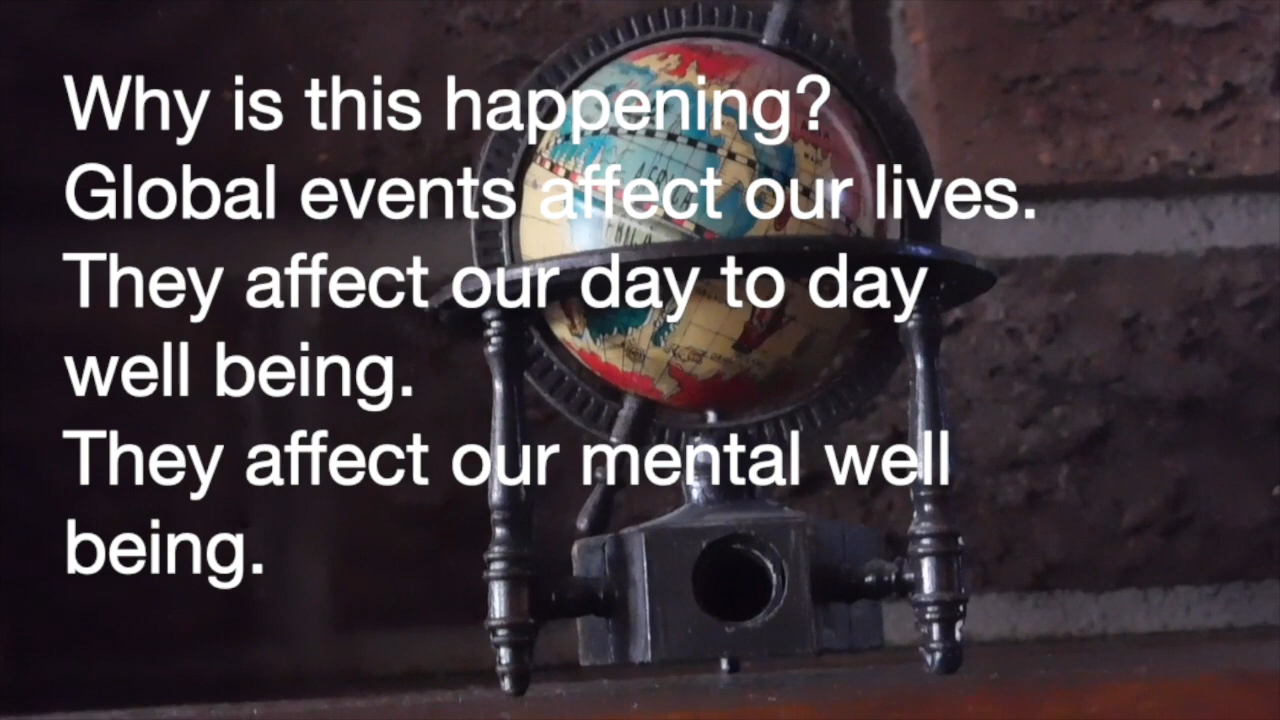 Why is this happening?
Global events affect our lives.
They affect our day to day
well being.
They affect our mental well
being.
AFRICA